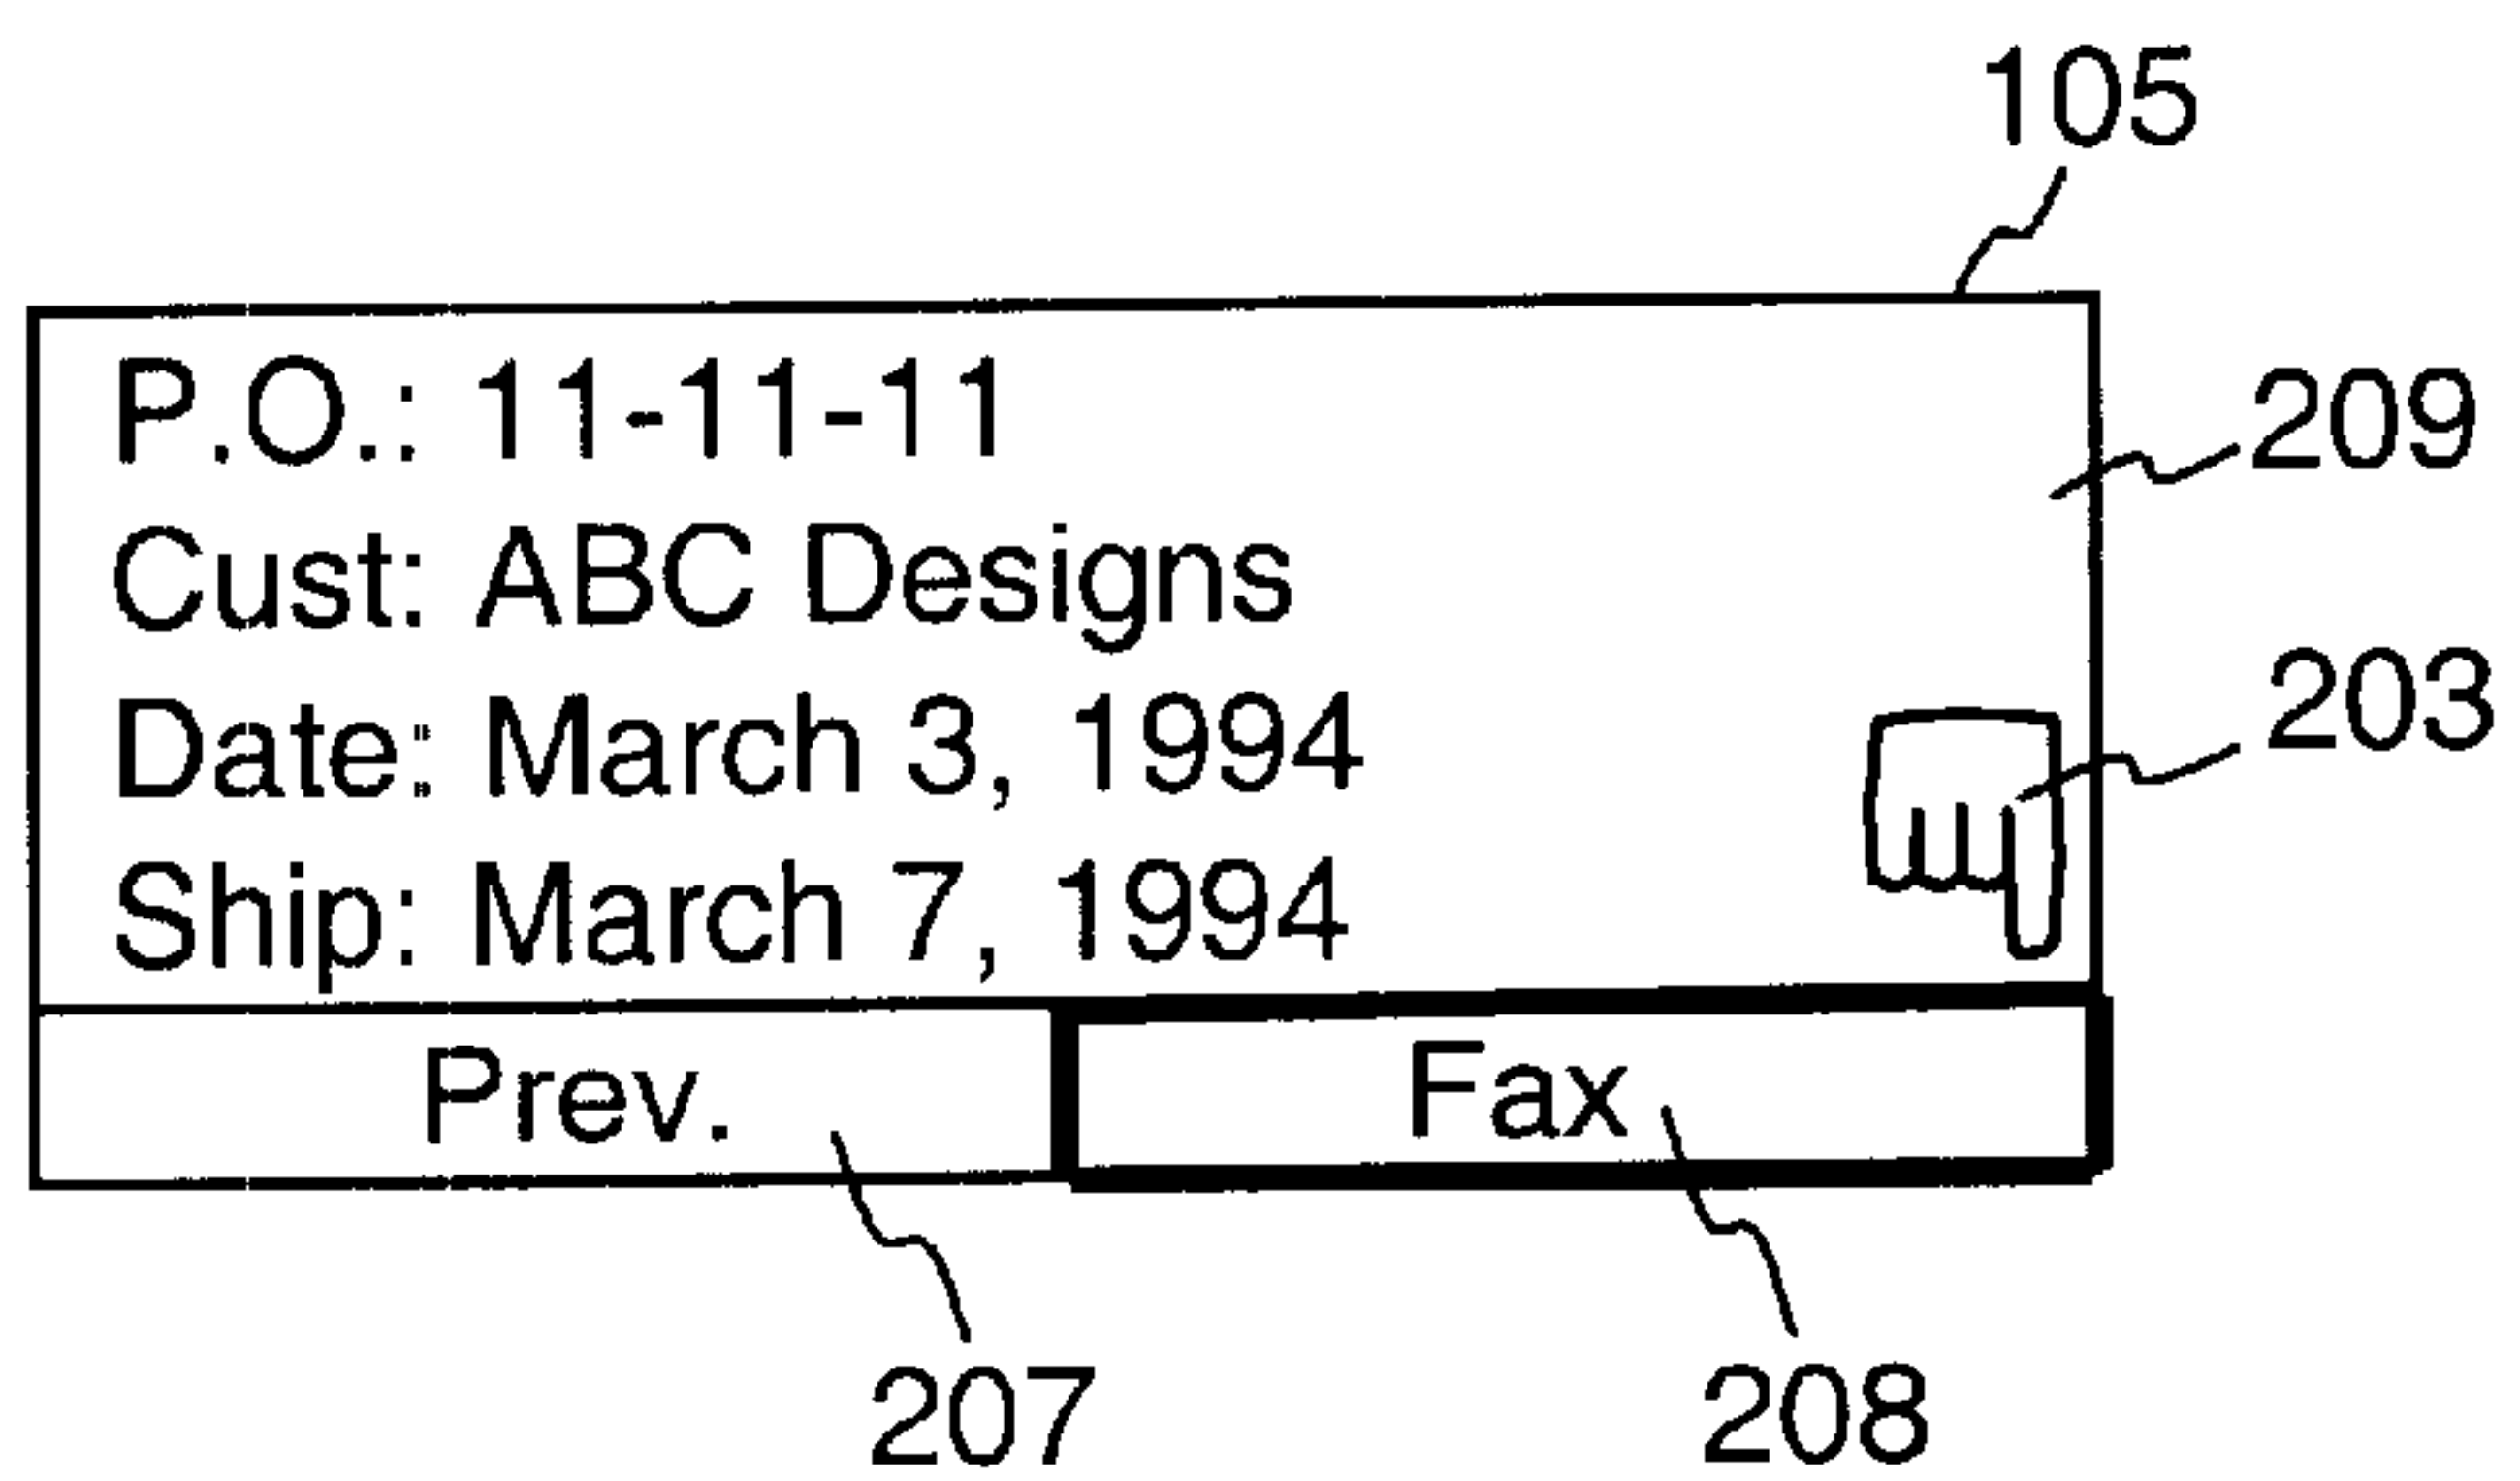 105
P.O.: 11-11-11
209
Cust: ABC Designs
203
Date: March 3, 1994
Ship: March 7, 1994
Prev.
Fax
207
208